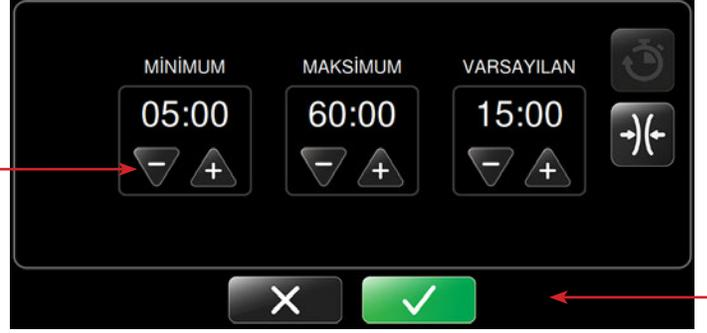 MİNİMUM MAKSİMUM VARSAYILAN
05:00 60:00 15:00
- + - + - +